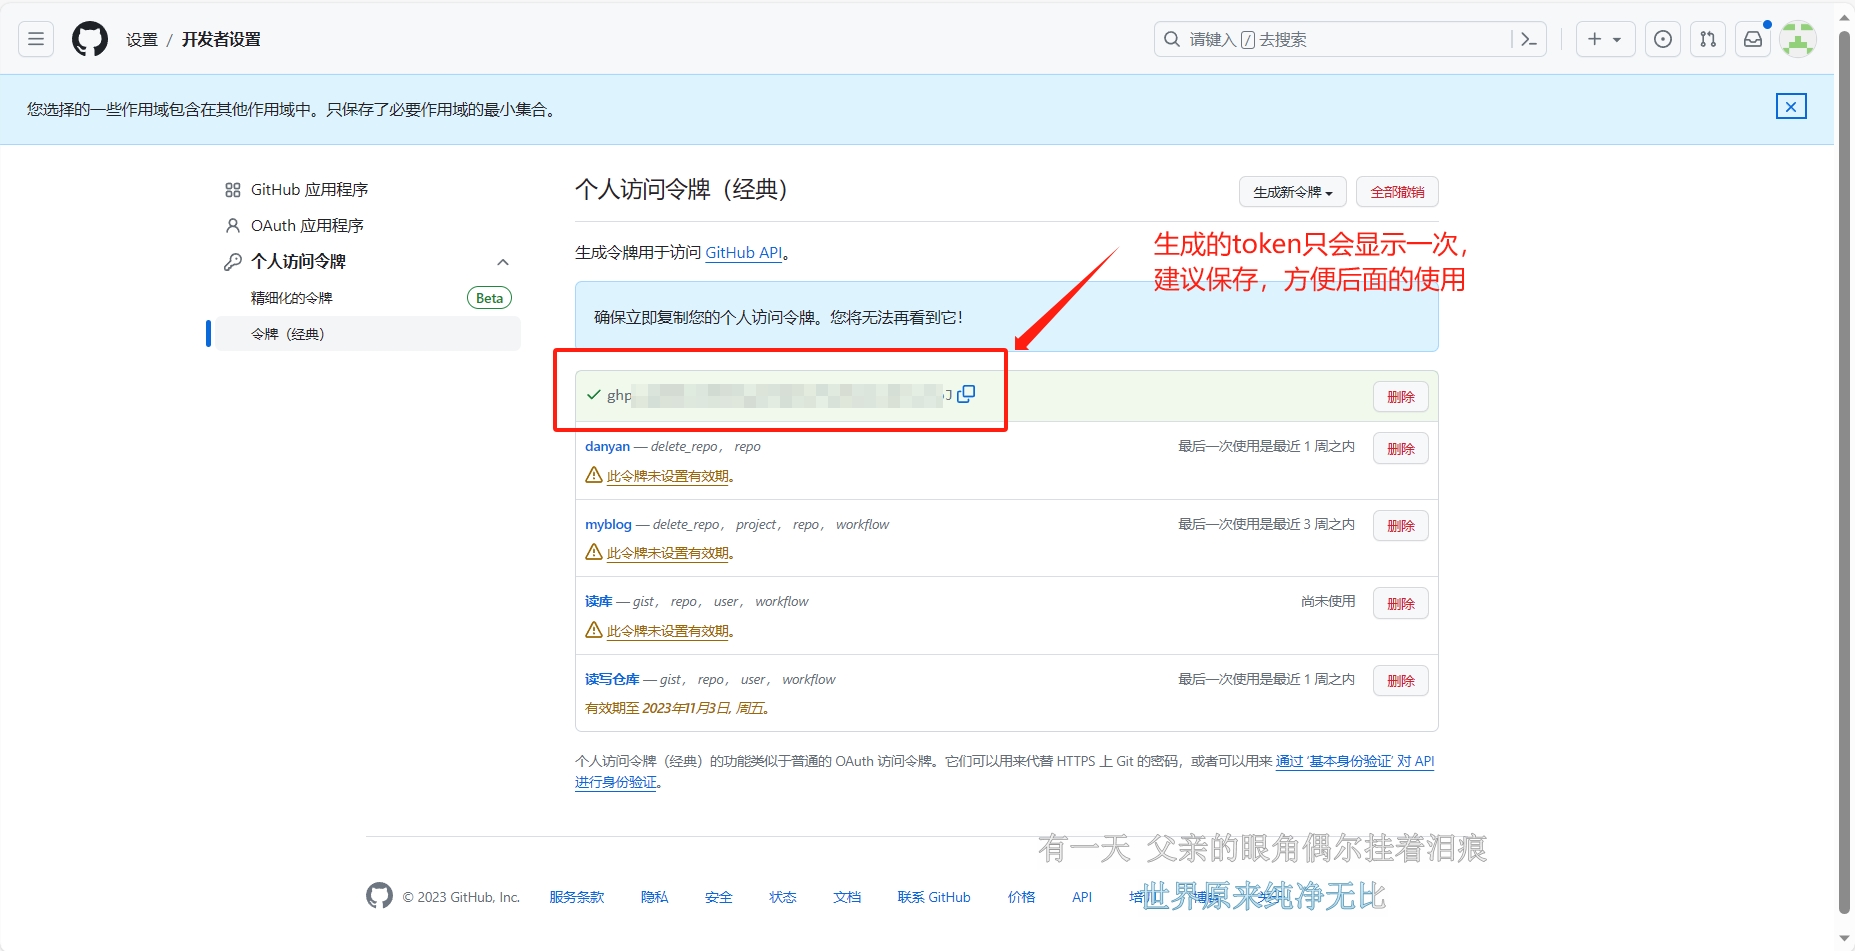 设置 / 开发者设置
请键入 / 去搜索
您选择的一些作用域包含在其他作用域中。只保存了必要作用域的最小集合。
GitHub 应用程序
OAuth 应用程序
个人访问令牌
精细化的令牌 Beta
令牌（经典）
个人访问令牌（经典）
生成新令牌 全部撤销
生成令牌用于访问 GitHub API。
生成的token只会显示一次，
建议保存，方便后面的使用
确保立即复制您的个人访问令牌。您将无法再看到它！
ghp J 删除
danyan — delete_repo， repo 最后一次使用是最近 1 周之内 删除
此令牌未设置有效期。
myblog — delete_repo， project， repo， workflow 最后一次使用是最近 3 周之内 删除
此令牌未设置有效期。
读库 — gist， repo， user， workflow 尚未使用 删除
此令牌未设置有效期。
读写仓库 — gist， repo， user， workflow 最后一次使用是最近 1 周之内 删除
有效期至 2023年11月3日, 周五。
个人访问令牌（经典）的功能类似于普通的 OAuth 访问令牌。它们可以用来代替 HTTPS 上 Git 的密码，或者可以用来 通过 '基本身份验证' 对 API
进行身份验证。
有一天 父亲的眼角偶尔挂着泪痕
© 2023 GitHub, Inc. 服务条款 隐私 安全 状态 文档 联系 GitHub 价格 API
世界原来纯净无比